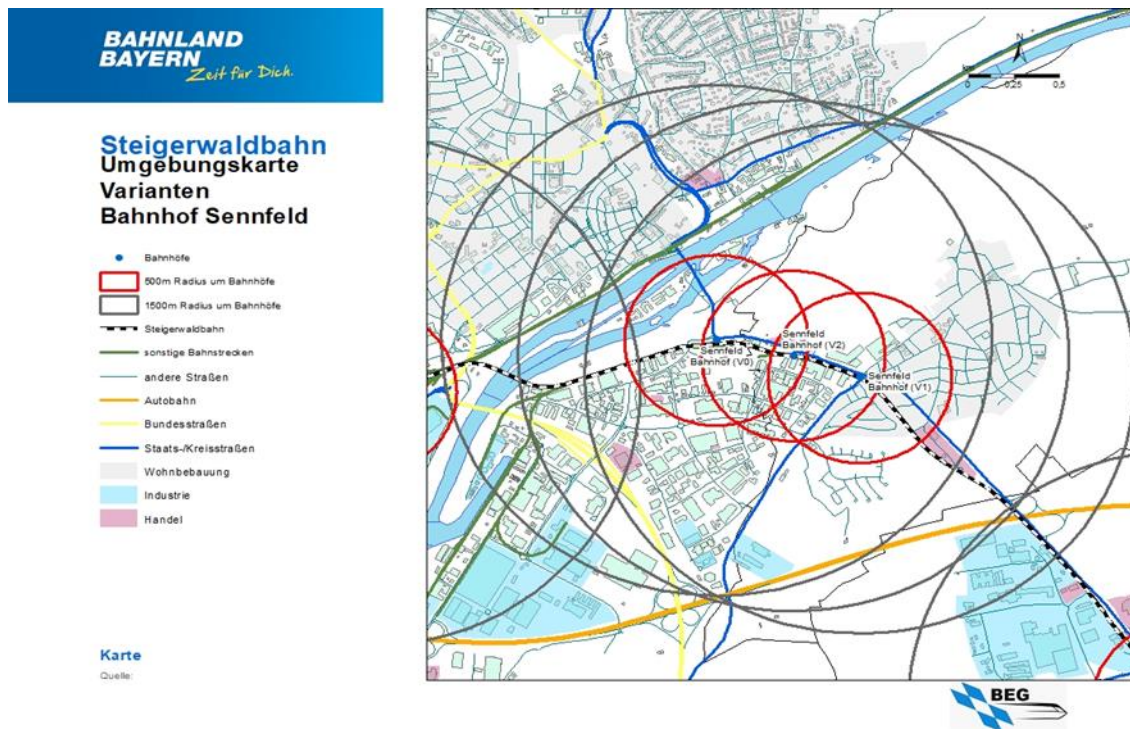 BAHNLAND
BAYERN
Zeit für Dich.
Steigerwaldbahn
Umgebungskarte
Varianten
Bahnhof Sennfeld
Bahnhöfe
500m Radius um Bahnhöfe
1500m Radius um Bahnhöfe
Steigerwaldbahn
sonstige Bahnstrecken
andere Straßen
Autobahn
Bundesstraßen
Staats-/Kreisstraßen
Wohnbebauung
Industrie
Handel
Karte
Quelle:
N
0 0,25 0,5
Sennfeld
Bahnhof (V0)
Sennfeld
Bahnhof (V2)
Sennfeld
Bahnhof (V1)
BEG